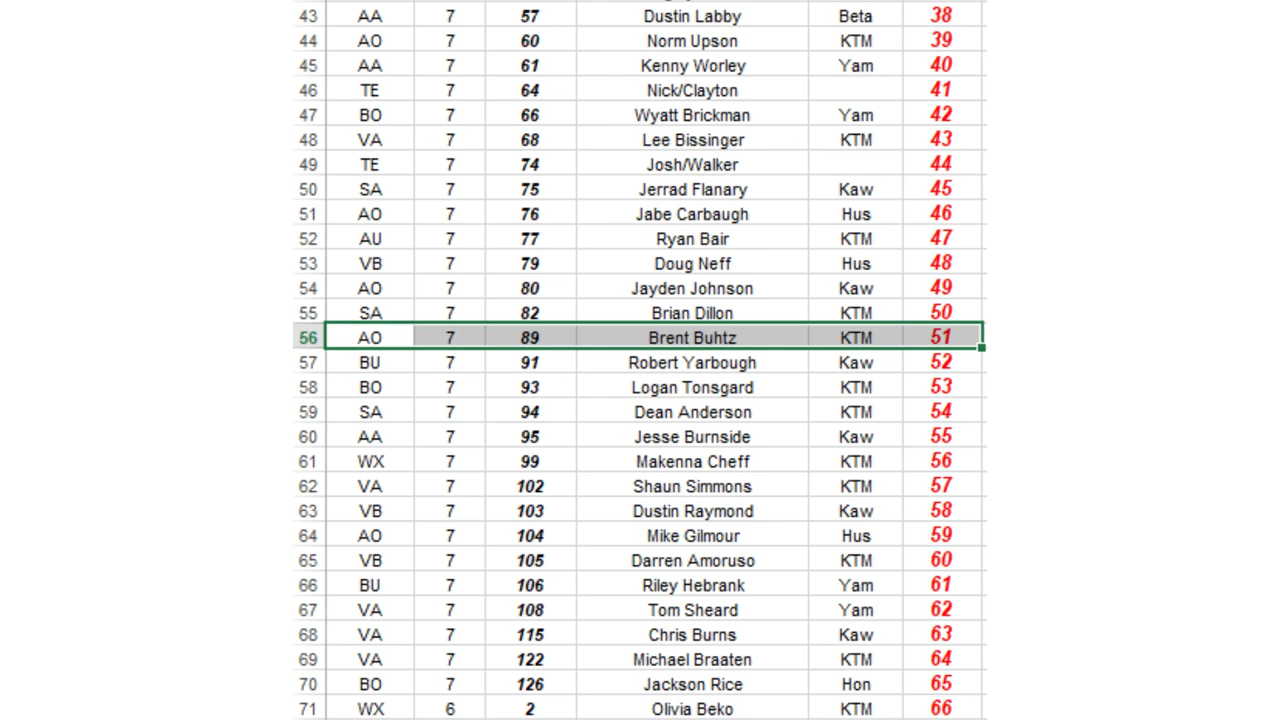 43 AA 7 57 Dustin Labby Beta 38
44 AO 7 60 Norm Upson KTM 39
45 AA 7 61 Kenny Worley Yam 40
46 TE 7 64 Nick/Clayton 41
47 BO 7 66 Wyatt Brickman Yam 42
48 VA 7 68 Lee Bissinger KTM 43
49 TE 7 74 Josh/Walker 44
50 SA 7 75 Jerrad Flanary Kaw 45
51 AO 7 76 Jabe Carbaugh Hus 46
52 AU 7 77 Ryan Bair KTM 47
53 VB 7 79 Doug Neff Hus 48
54 AO 7 80 Jayden Johnson Kaw 49
55 SA 7 82 Brian Dillon KTM 50
56 AO 7 89 Brent Buhtz KTM 51
57 BU 7 91 Robert Yarbough Kaw 52
58 BO 7 93 Logan Tonsgard KTM 53
59 SA 7 94 Dean Anderson KTM 54
60 AA 7 95 Jesse Burnside Kaw 55
61 WX 7 99 Makenna Cheff KTM 56
62 VA 7 102 Shaun Simmons KTM 57
63 VB 7 103 Dustin Raymond Kaw 58
64 AO 7 104 Mike Gilmour Hus 59
65 VB 7 105 Darren Amoruso KTM 60
66 BU 7 106 Riley Hebrank Yam 61
67 VA 7 108 Tom Sheard Yam 62
68 VA 7 115 Chris Burns Kaw 63
69 VA 7 122 Michael Braaten KTM 64
70 BO 7 126 Jackson Rice Hon 65
71 WX 6 2 Olivia Beko KTM 66